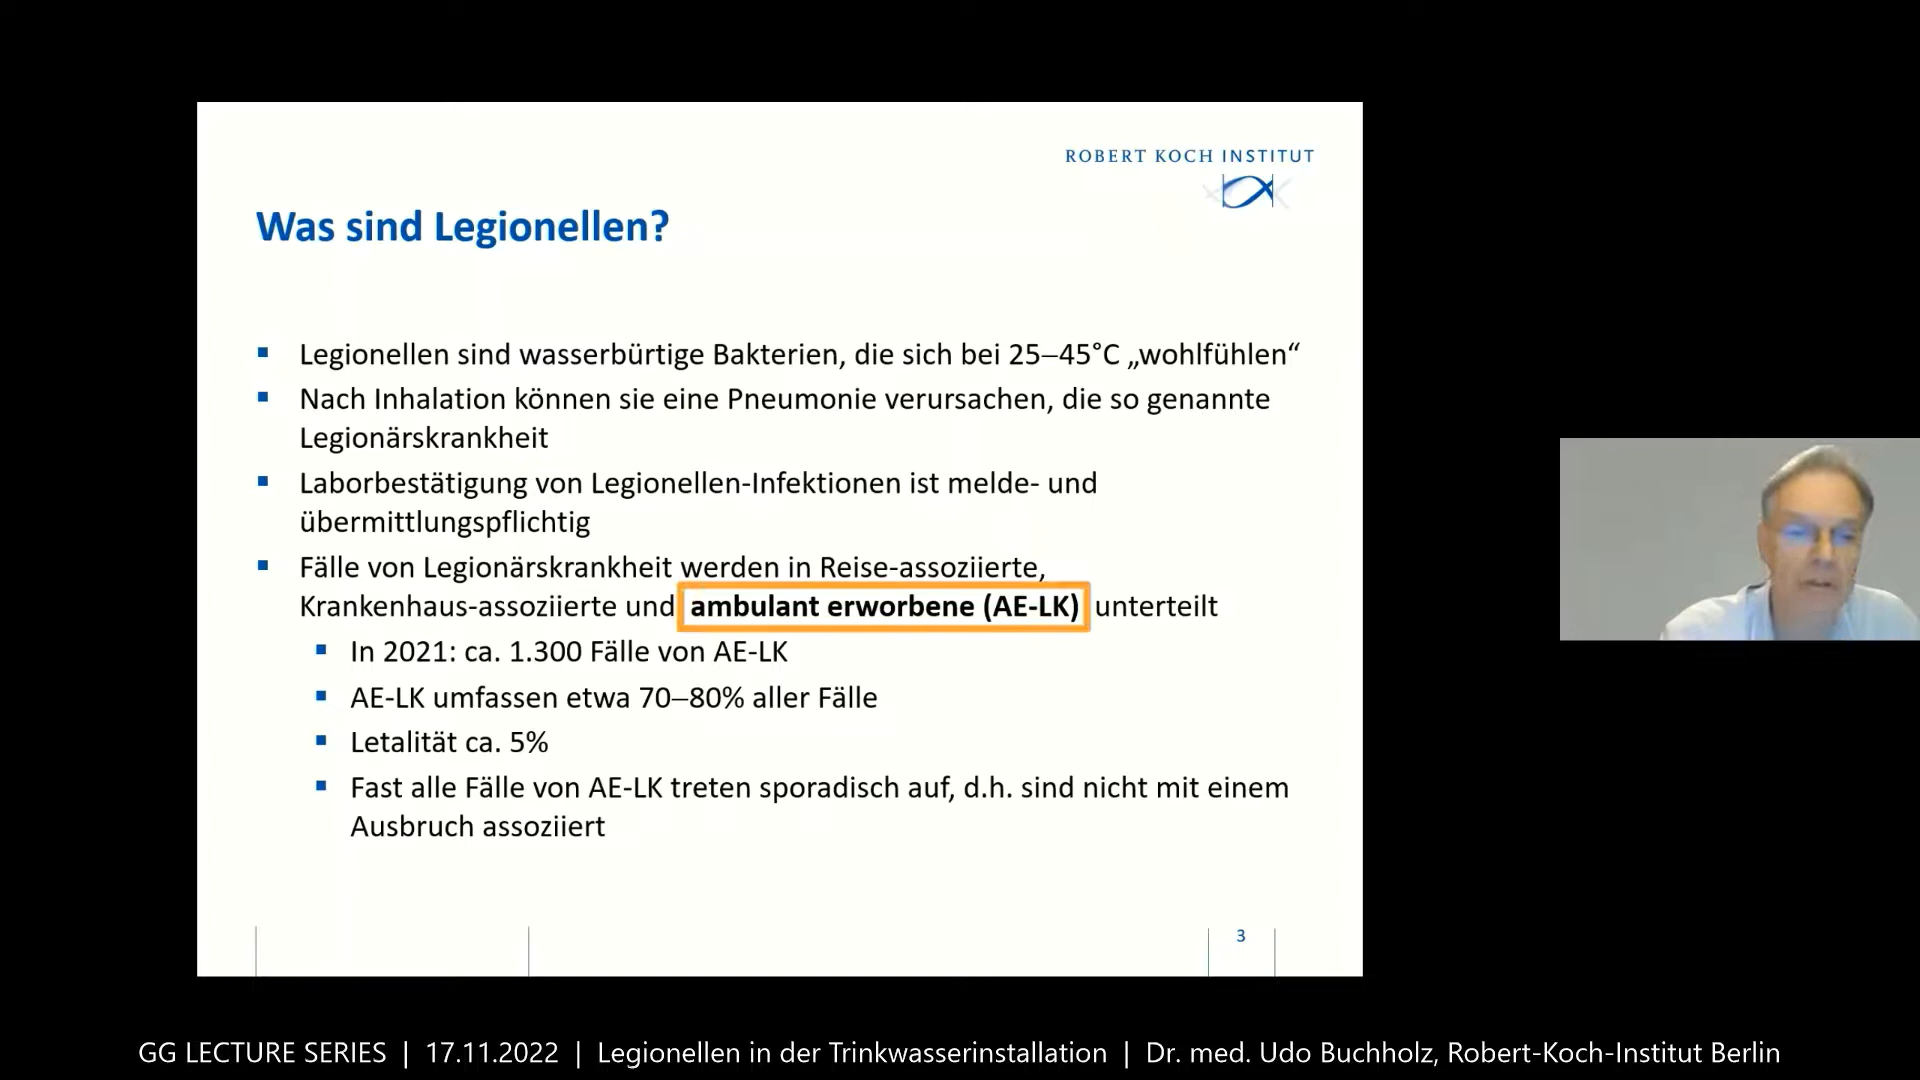 ROBERT KOCH INSTITUT
Was sind Legionellen?
Legionellen sind wasserbürtige Bakterien, die sich bei 25–45°C „wohlfühlen“
Nach Inhalation können sie eine Pneumonie verursachen, die so genannte
Legionärskrankheit
Laborbestätigung von Legionellen-Infektionen ist melde- und
übermittlungspflichtig
Fälle von Legionärskrankheit werden in Reise-assoziierte,
Krankenhaus-assoziierte und ambulant erworbene (AE-LK) unterteilt
In 2021: ca. 1.300 Fälle von AE-LK
AE-LK umfassen etwa 70–80% aller Fälle
Letalität ca. 5%
Fast alle Fälle von AE-LK treten sporadisch auf, d.h. sind nicht mit einem
Ausbruch assoziiert
3
GG LECTURE SERIES | 17.11.2022 | Legionellen in der Trinkwasserinstallation | Dr. med. Udo Buchholz, Robert-Koch-Institut Berlin